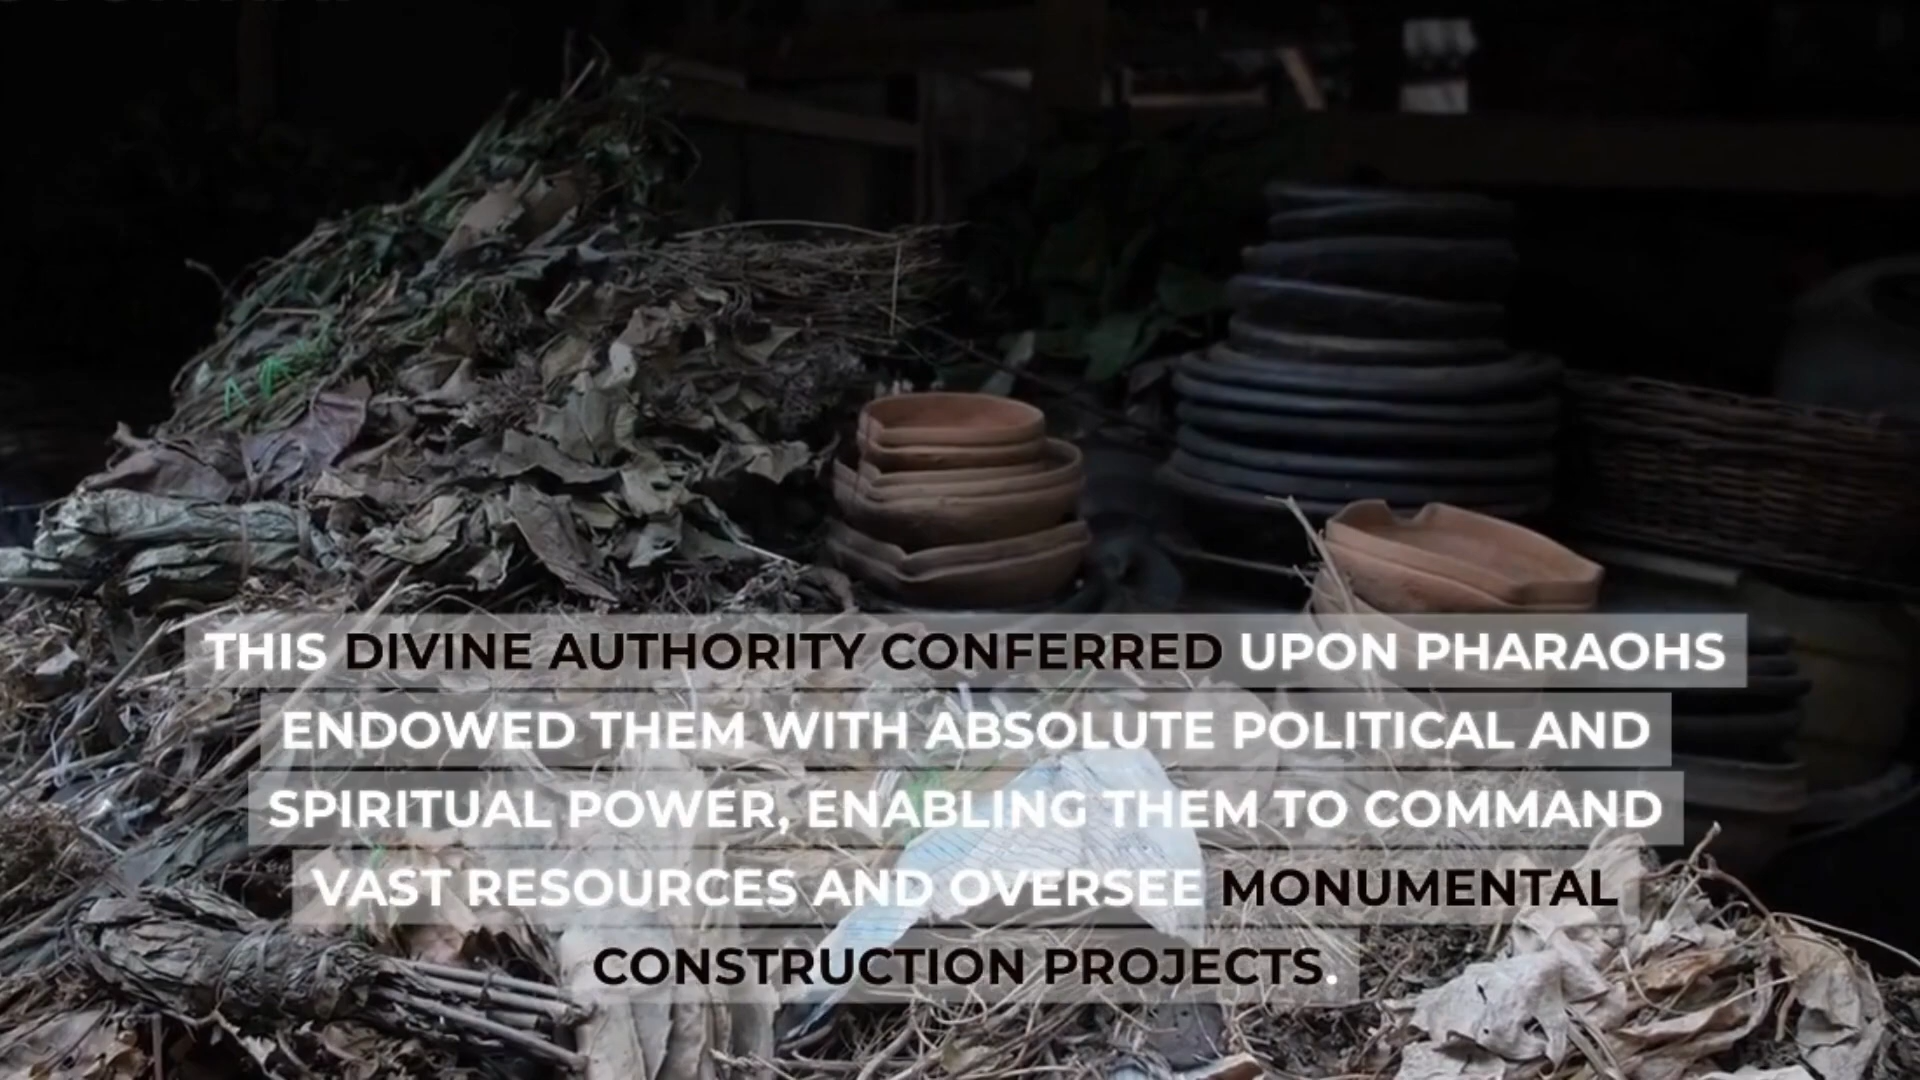 THIS DIVINE AUTHORITY CONFERRED UPON PHARAOHS
ENDOWED THEM WITH ABSOLUTE POLITICAL AND
SPIRITUAL POWER, ENABLING THEM TO COMMAND
VAST RESOURCES AND OVERSEE MONUMENTAL
CONSTRUCTION PROJECTS.